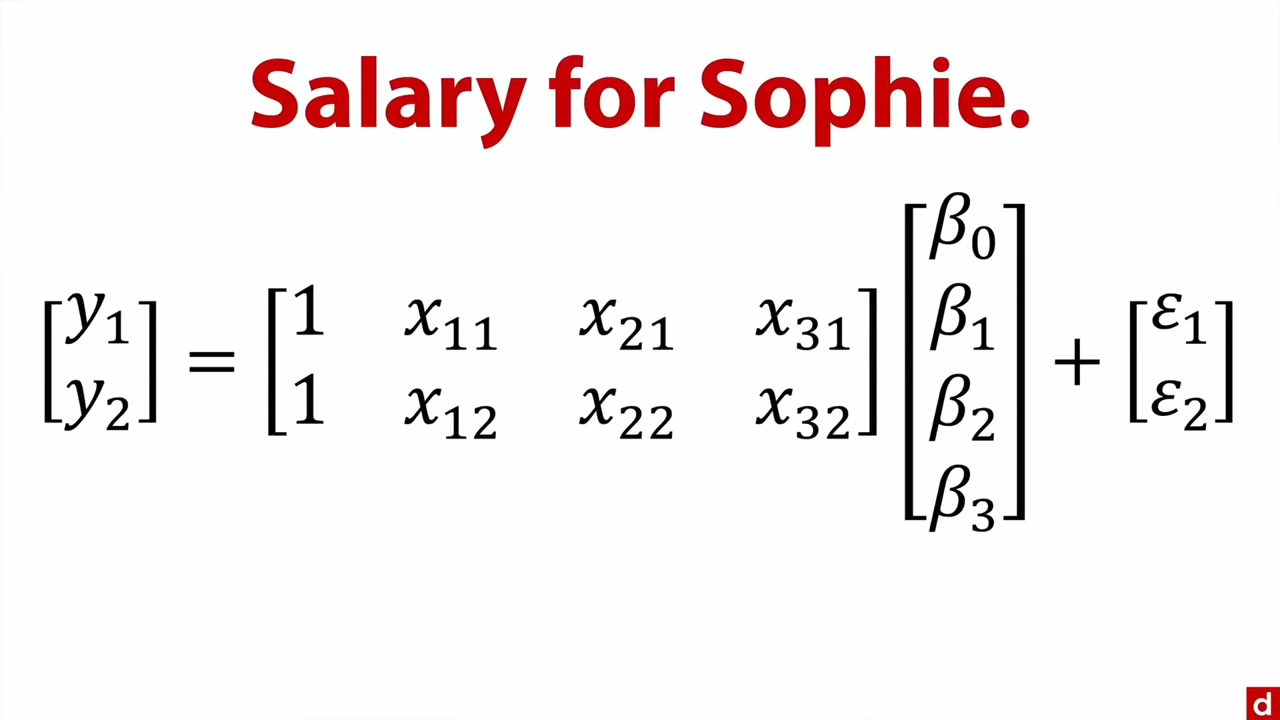 Salary for Sophie.
[y₁ y₂] = [1 x₁₁ x₂₁ x₃₁; 1 x₁₂ x₂₂ x₃₂] [β₀ β₁ β₂ β₃] + [ε₁ ε₂]
d